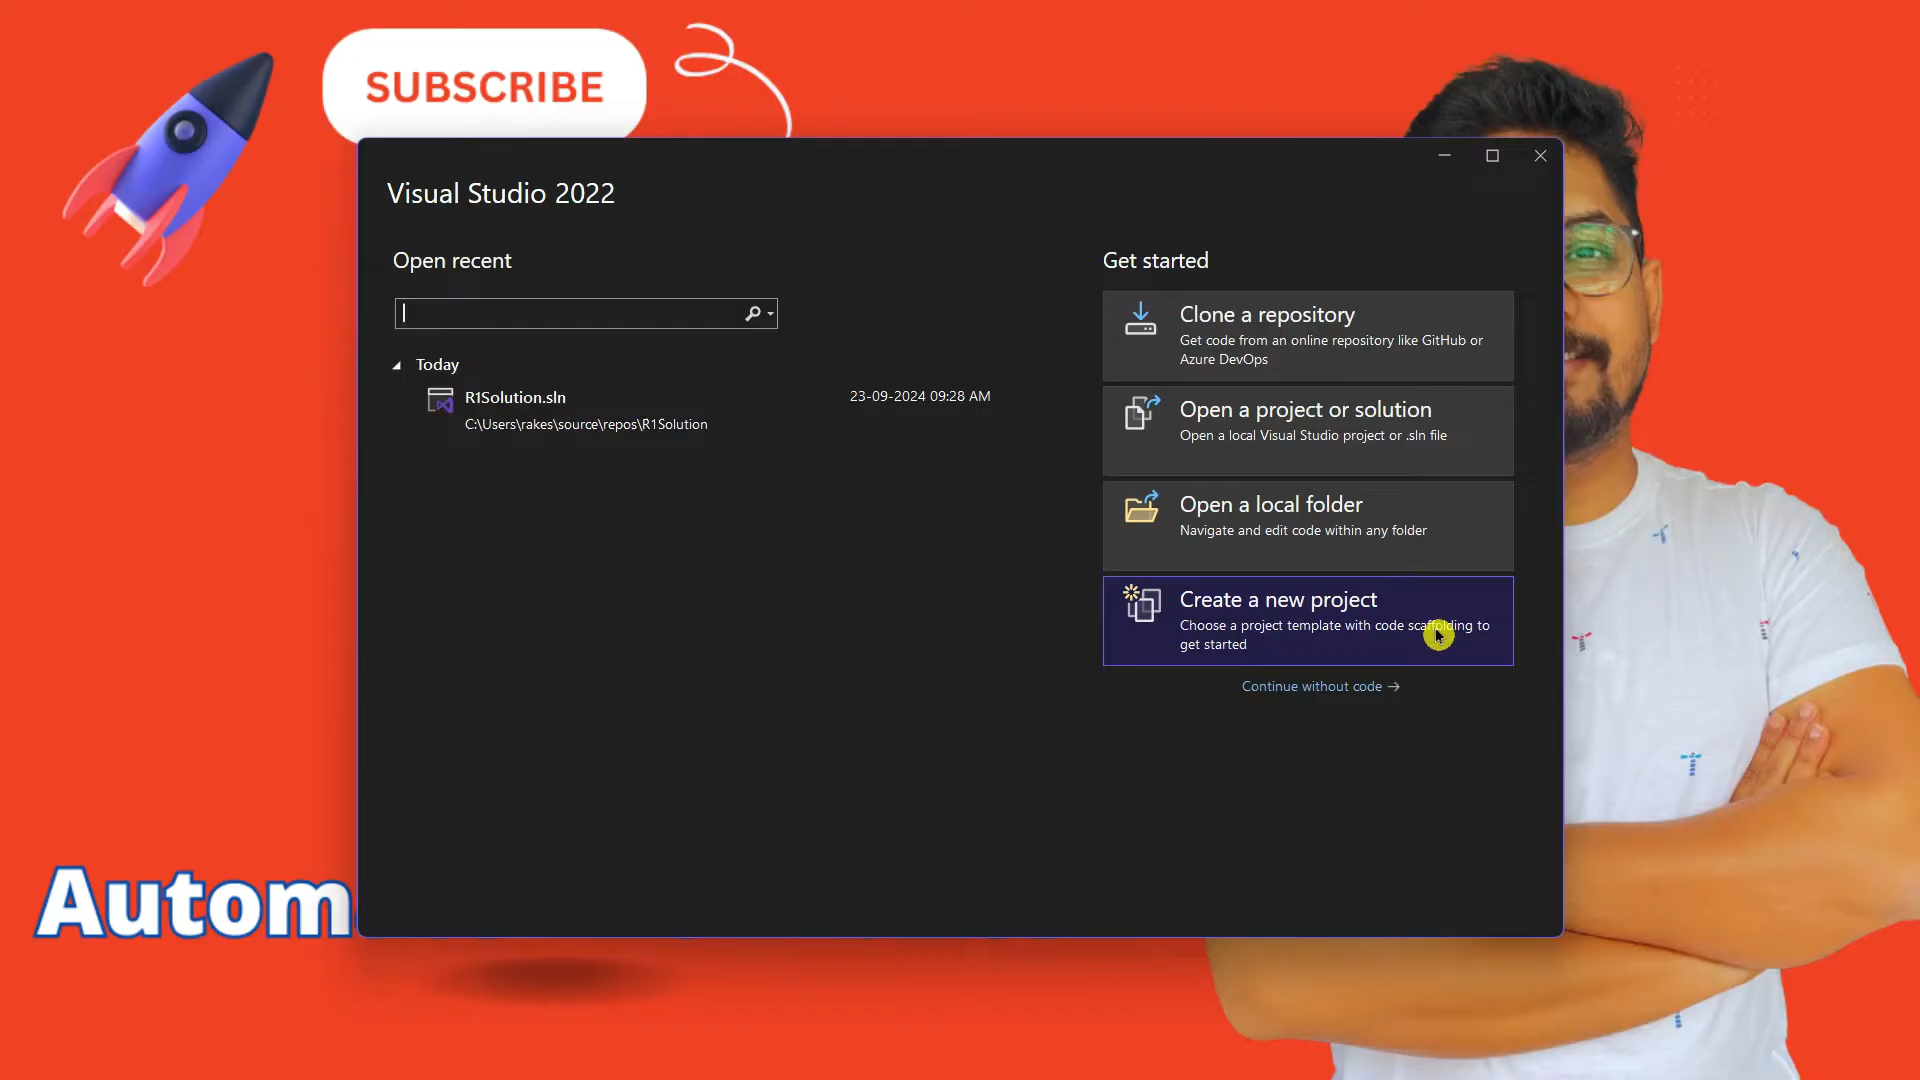 SUBSCRIBE
Visual Studio 2022
Open recent
Today
R1Solution.sln
23-09-2024 09:28 AM
C:\Users\rakes\source\repos\R1Solution
Get started
Clone a repository
Get code from an online repository like GitHub or
Azure DevOps
Open a project or solution
Open a local Visual Studio project or .sln file
Open a local folder
Navigate and edit code within any folder
Create a new project
Choose a project template with code scaffolding to
get started
Continue without code →
Autom